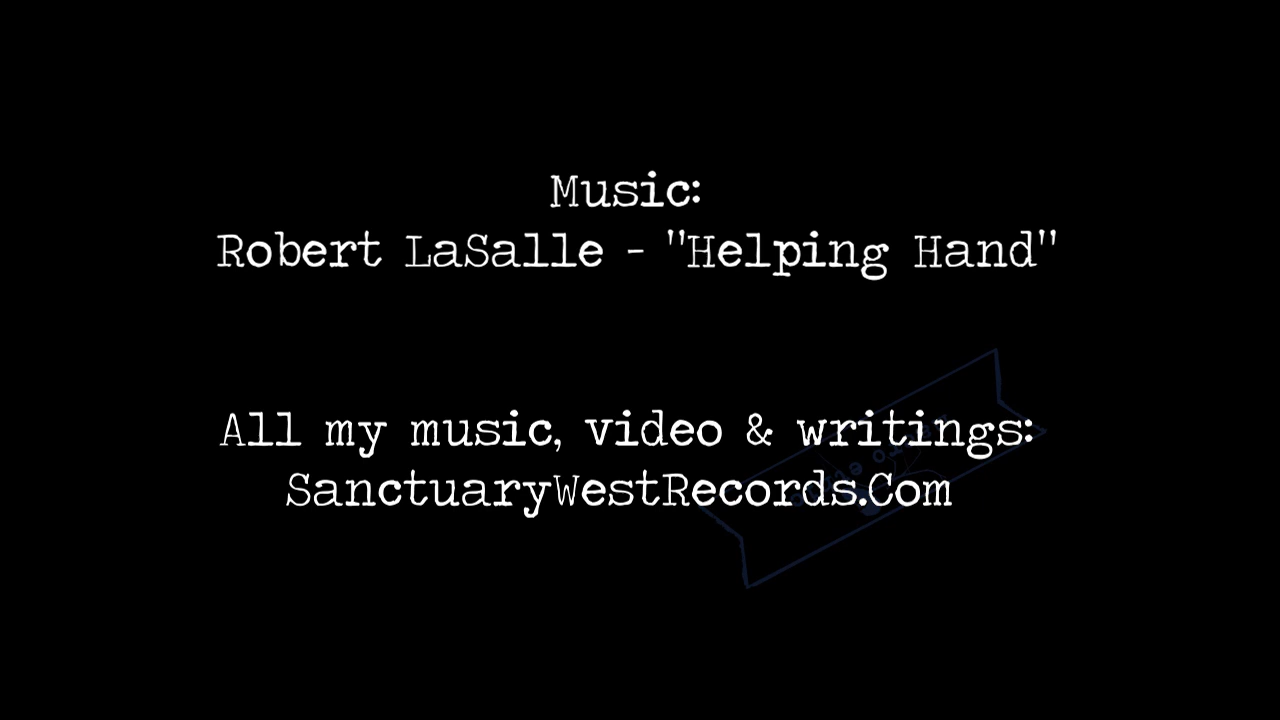 Music:
Robert LaSalle - "Helping Hand"
All my music, video & writings:
SanctuaryWestRecords.Com